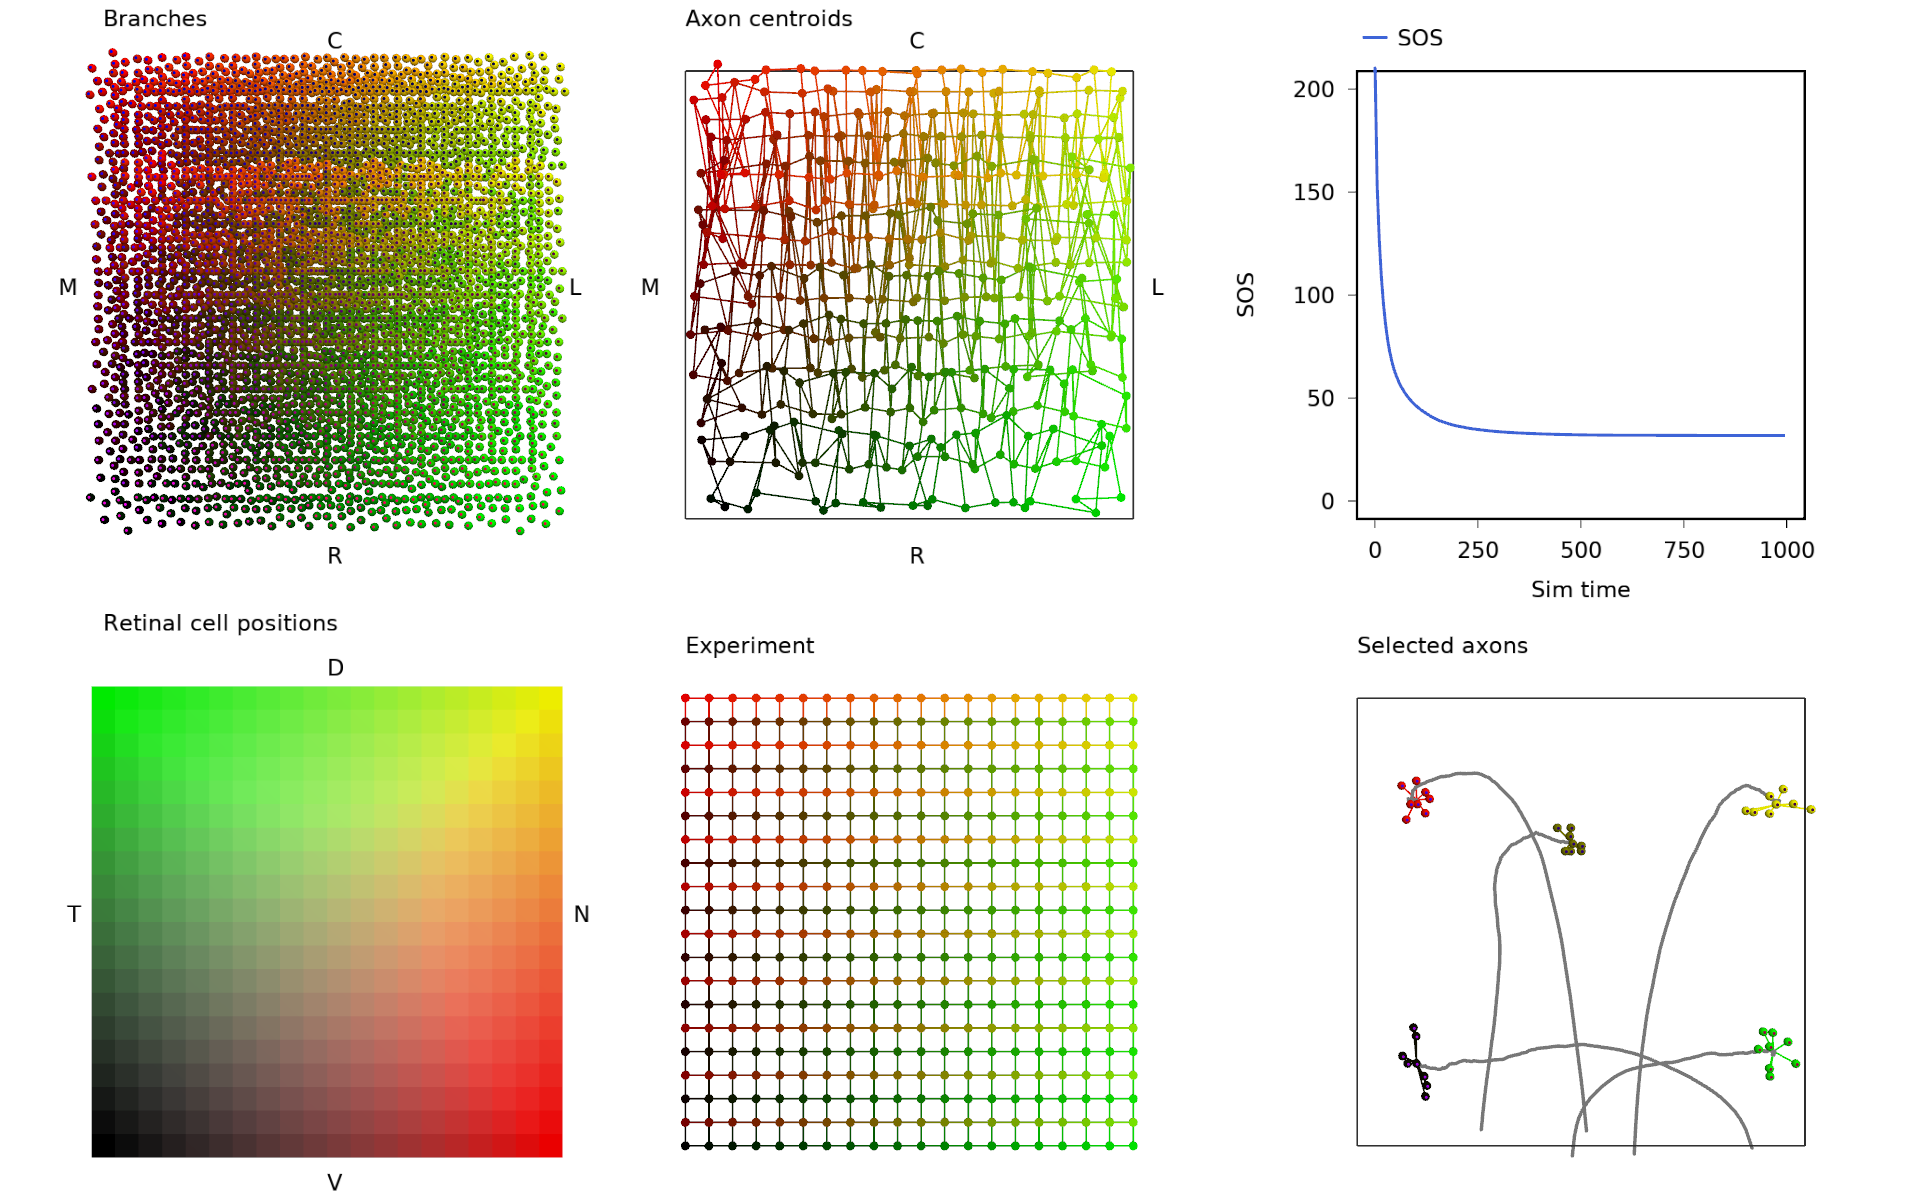 Branches
C
M
L
R
Axon centroids
C
M
L
R
SOS
200
150
100
50
0
SOS
0 250 500 750 1000
Sim time
Retinal cell positions
D
T
N
V
Experiment
Selected axons